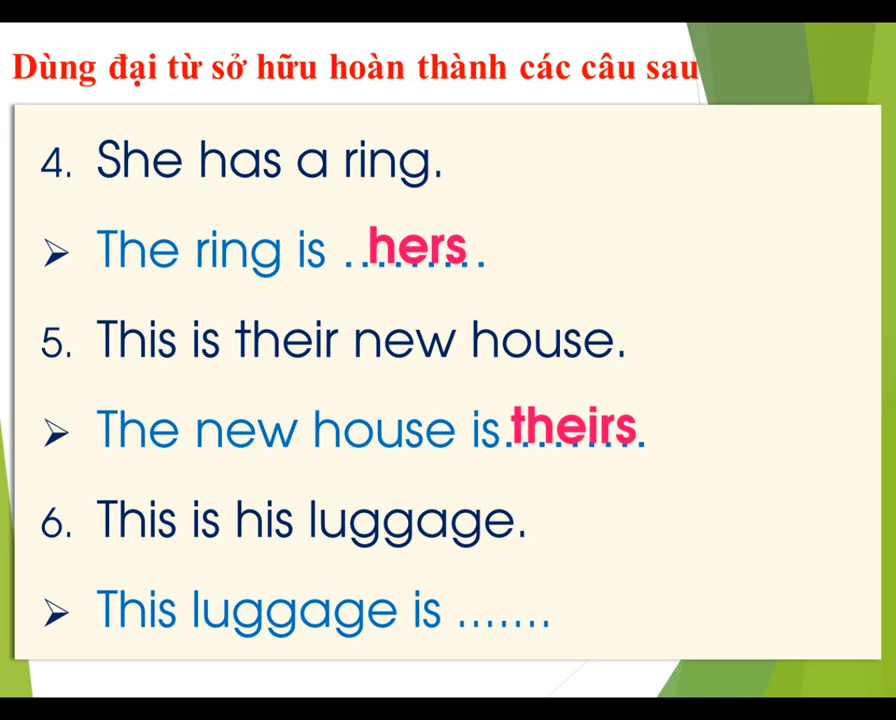 Dùng đại từ sở hữu hoàn thành các câu sau
4. She has a ring.
➢ The ring is .hers.
5. This is their new house.
➢ The new house is.theirs.
6. This is his luggage.
➢ This luggage is .......